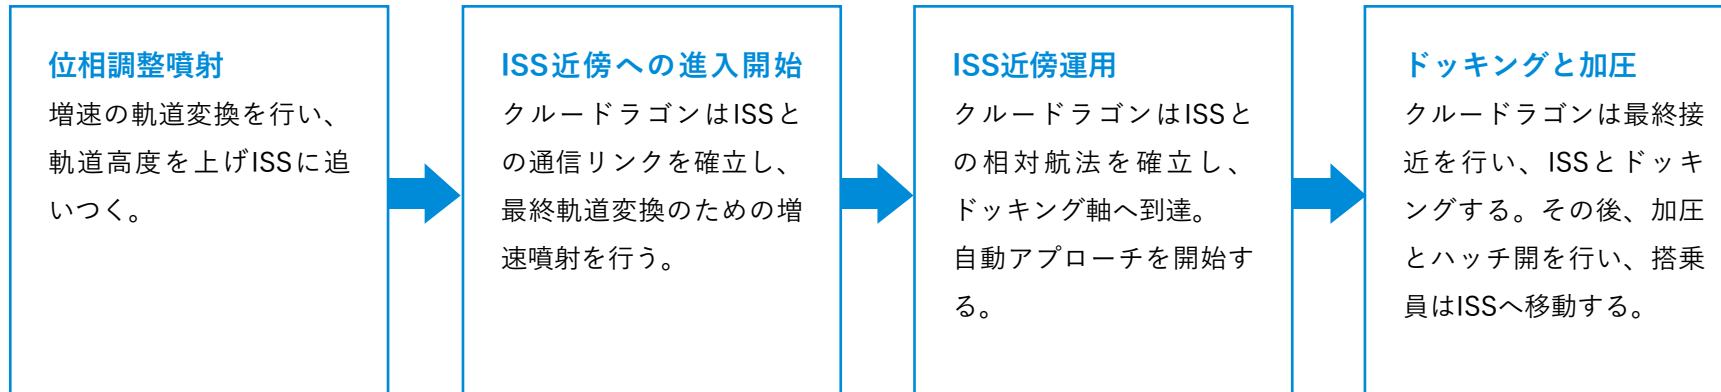 位相調整噴射
増速の軌道変換を行い、
軌道高度を上げISSに追
いつく。
ISS近傍への進入開始
クルードラゴンはISSと
の通信リンクを確立し、
最終軌道変換のための増
速噴射を行う。
ISS近傍運用
クルードラゴンはISSと
の相対航法を確立し、
ドッキング軸へ到達。
自動アプローチを開始す
る。
ドッキングと加圧
クルードラゴンは最終接
近を行い、ISSとドッキ
ングする。その後、加圧
とハッチ開を行い、搭乗
員はISSへ移動する。